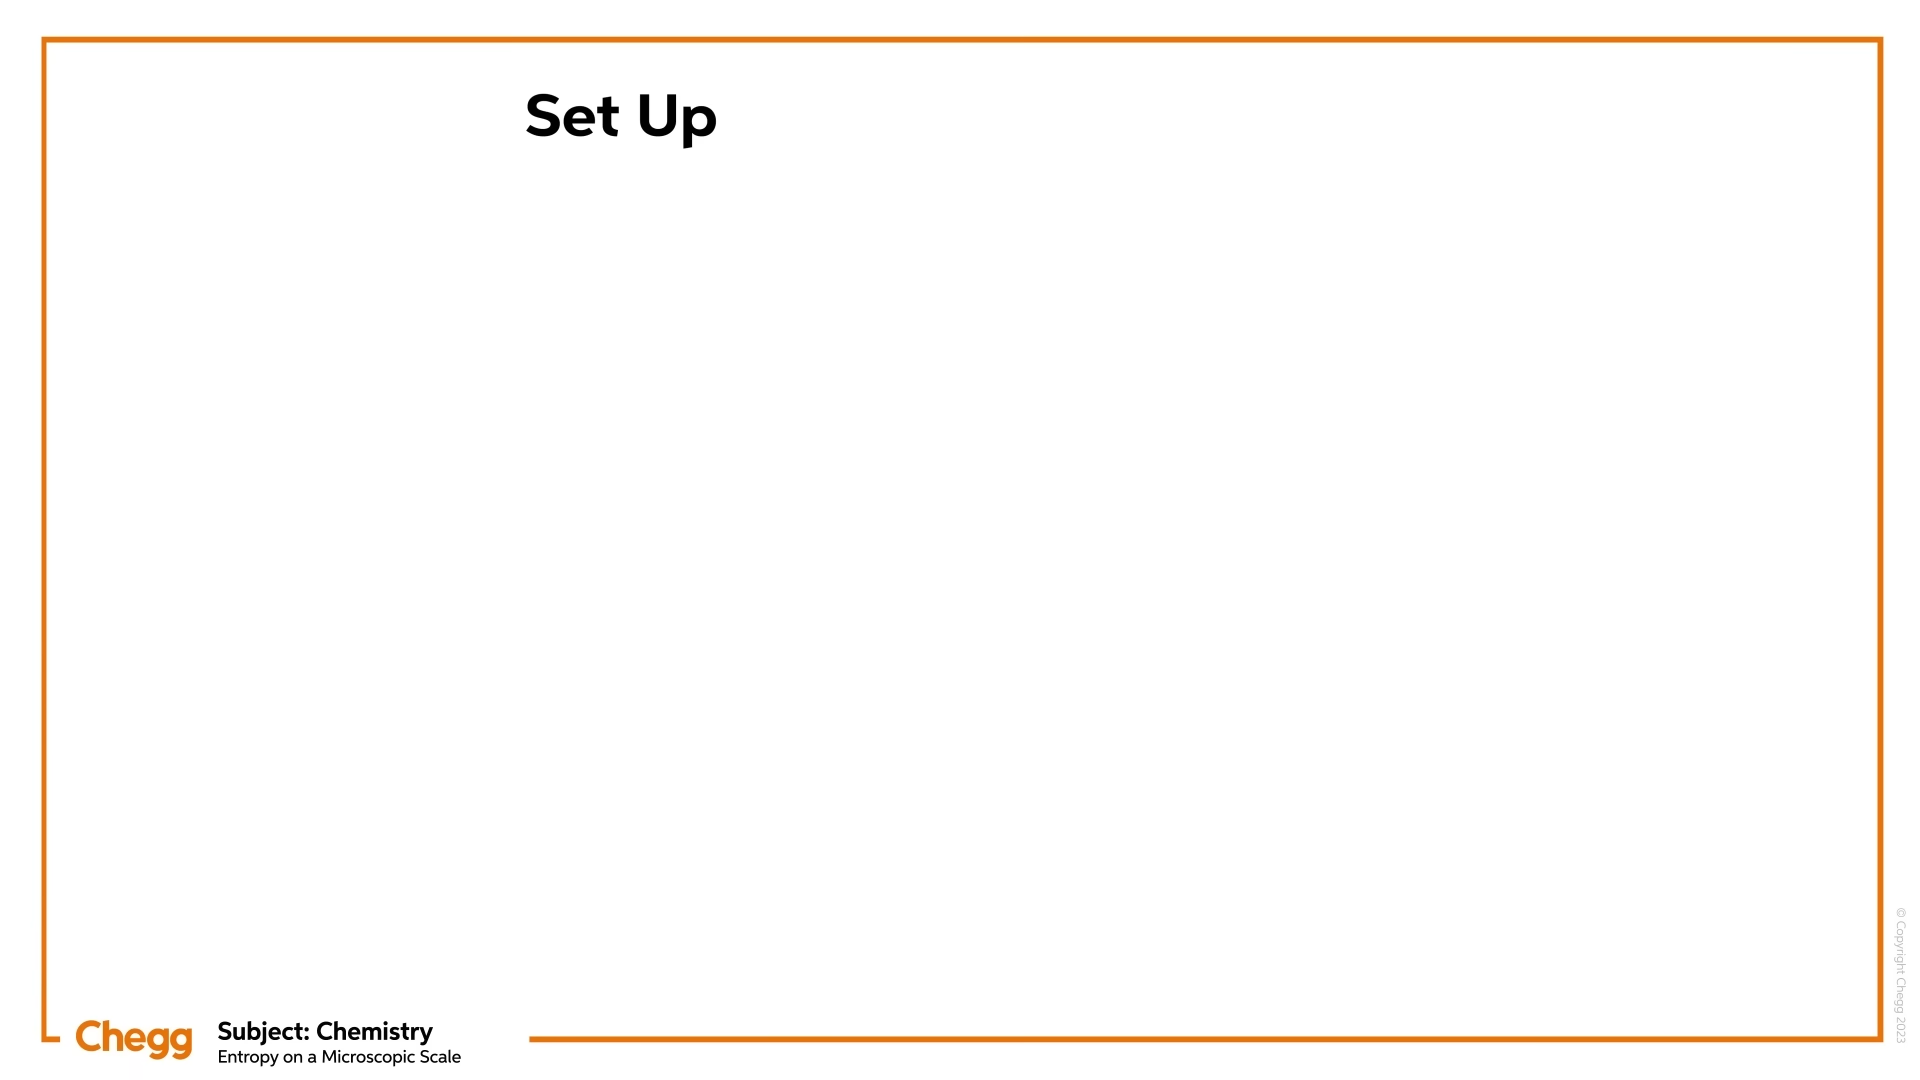 Set Up
Chegg
Subject: Chemistry
Entropy on a Microscopic Scale
© Copyright Chegg 2023